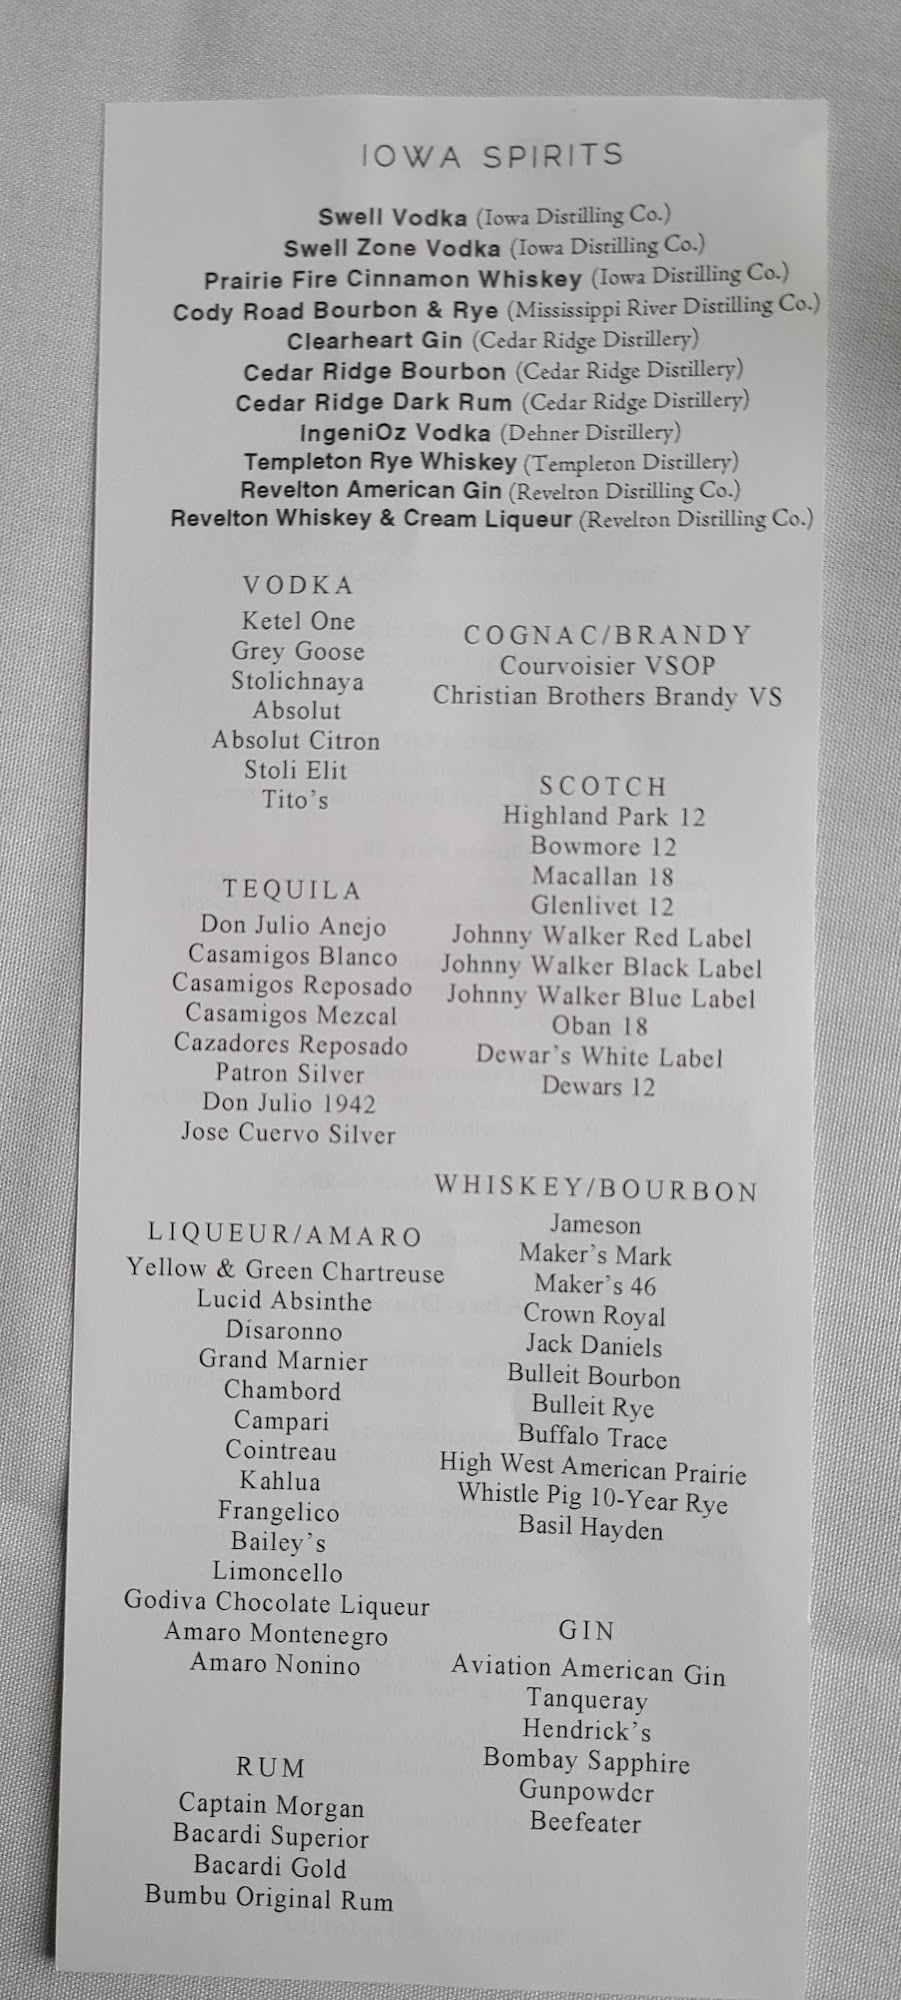 IOWA SPIRITS
Swell Vodka (Iowa Distilling Co.)
Swell Zone Vodka (Iowa Distilling Co.)
Prairie Fire Cinnamon Whiskey (Iowa Distilling Co.)
Cody Road Bourbon & Rye (Mississippi River Distilling Co.)
Clearheart Gin (Cedar Ridge Distillery)
Cedar Ridge Bourbon (Cedar Ridge Distillery)
Cedar Ridge Dark Rum (Cedar Ridge Distillery)
IngeniOz Vodka (Dehner Distillery)
Templeton Rye Whiskey (Templeton Distillery)
Revelton American Gin (Revelton Distilling Co.)
Revelton Whiskey & Cream Liqueur (Revelton Distilling Co.)
VODKA
Ketel One
Grey Goose
Stolichnaya
Absolut
Absolut Citron
Stoli Elit
Tito's
TEQUILA
Don Julio Anejo
Casamigos Blanco
Casamigos Reposado
Casamigos Mezcal
Cazadores Reposado
Patron Silver
Don Julio 1942
Jose Cuervo Silver
LIQUEUR/AMARO
Yellow & Green Chartreuse
Lucid Absinthe
Disaronno
Grand Marnier
Chambord
Campari
Cointreau
Kahlua
Frangelico
Bailey's
Limoncello
Godiva Chocolate Liqueur
Amaro Montenegro
Amaro Nonino
RUM
Captain Morgan
Bacardi Superior
Bacardi Gold
Bumbu Original Rum
COGNAC/BRANDY
Courvoisier VSOP
Christian Brothers Brandy VS
SCOTCH
Highland Park 12
Bowmore 12
Macallan 18
Glenlivet 12
Johnny Walker Red Label
Johnny Walker Black Label
Johnny Walker Blue Label
Oban 18
Dewar's White Label
Dewars 12
WHISKEY/BOURBON
Jameson
Maker's Mark
Maker's 46
Crown Royal
Jack Daniels
Bulleit Bourbon
Bulleit Rye
Buffalo Trace
High West American Prairie
Whistle Pig 10-Year Rye
Basil Hayden
GIN
Aviation American Gin
Tanqueray
Hendrick's
Bombay Sapphire
Gunpowder
Beefeater